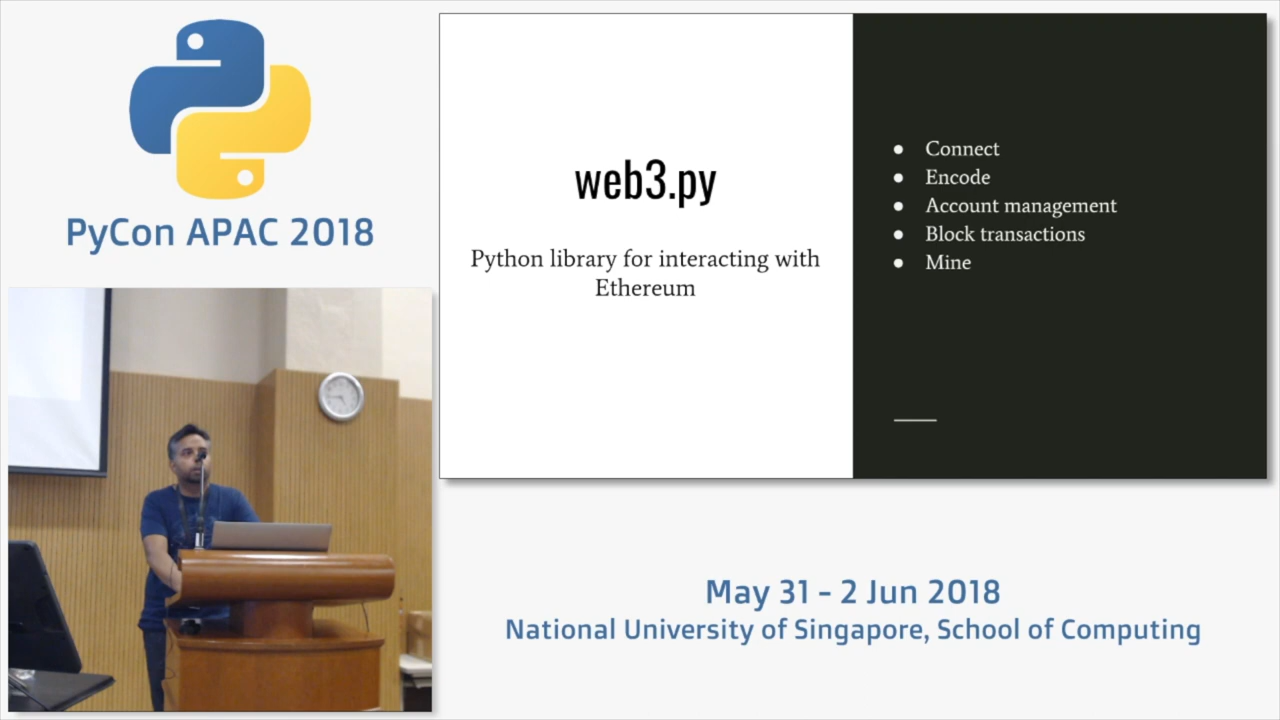 PyCon APAC 2018
web3.py
Python library for interacting with
Ethereum
● Connect
● Encode
● Account management
● Block transactions
● Mine
May 31 - 2 Jun 2018
National University of Singapore, School of Computing